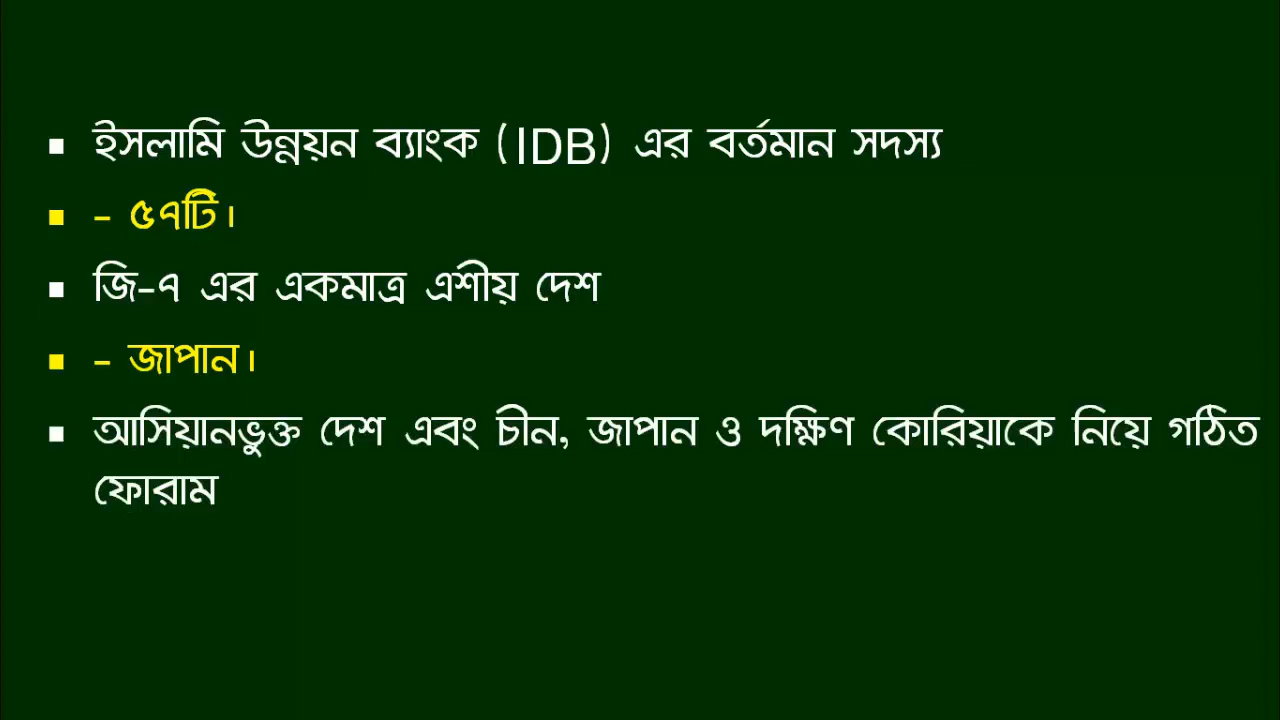 ▪ ইসলামি উন্নয়ন ব্যাংক (IDB) এর বর্তমান সদস্য
▪ - ৫৭টি।
▪ জি-৭ এর একমাত্র এশীয় দেশ
▪ - জাপান।
▪ আসিয়ানভুক্ত দেশ এবং চীন, জাপান ও দক্ষিণ কোরিয়াকে নিয়ে গঠিত
ফোরাম